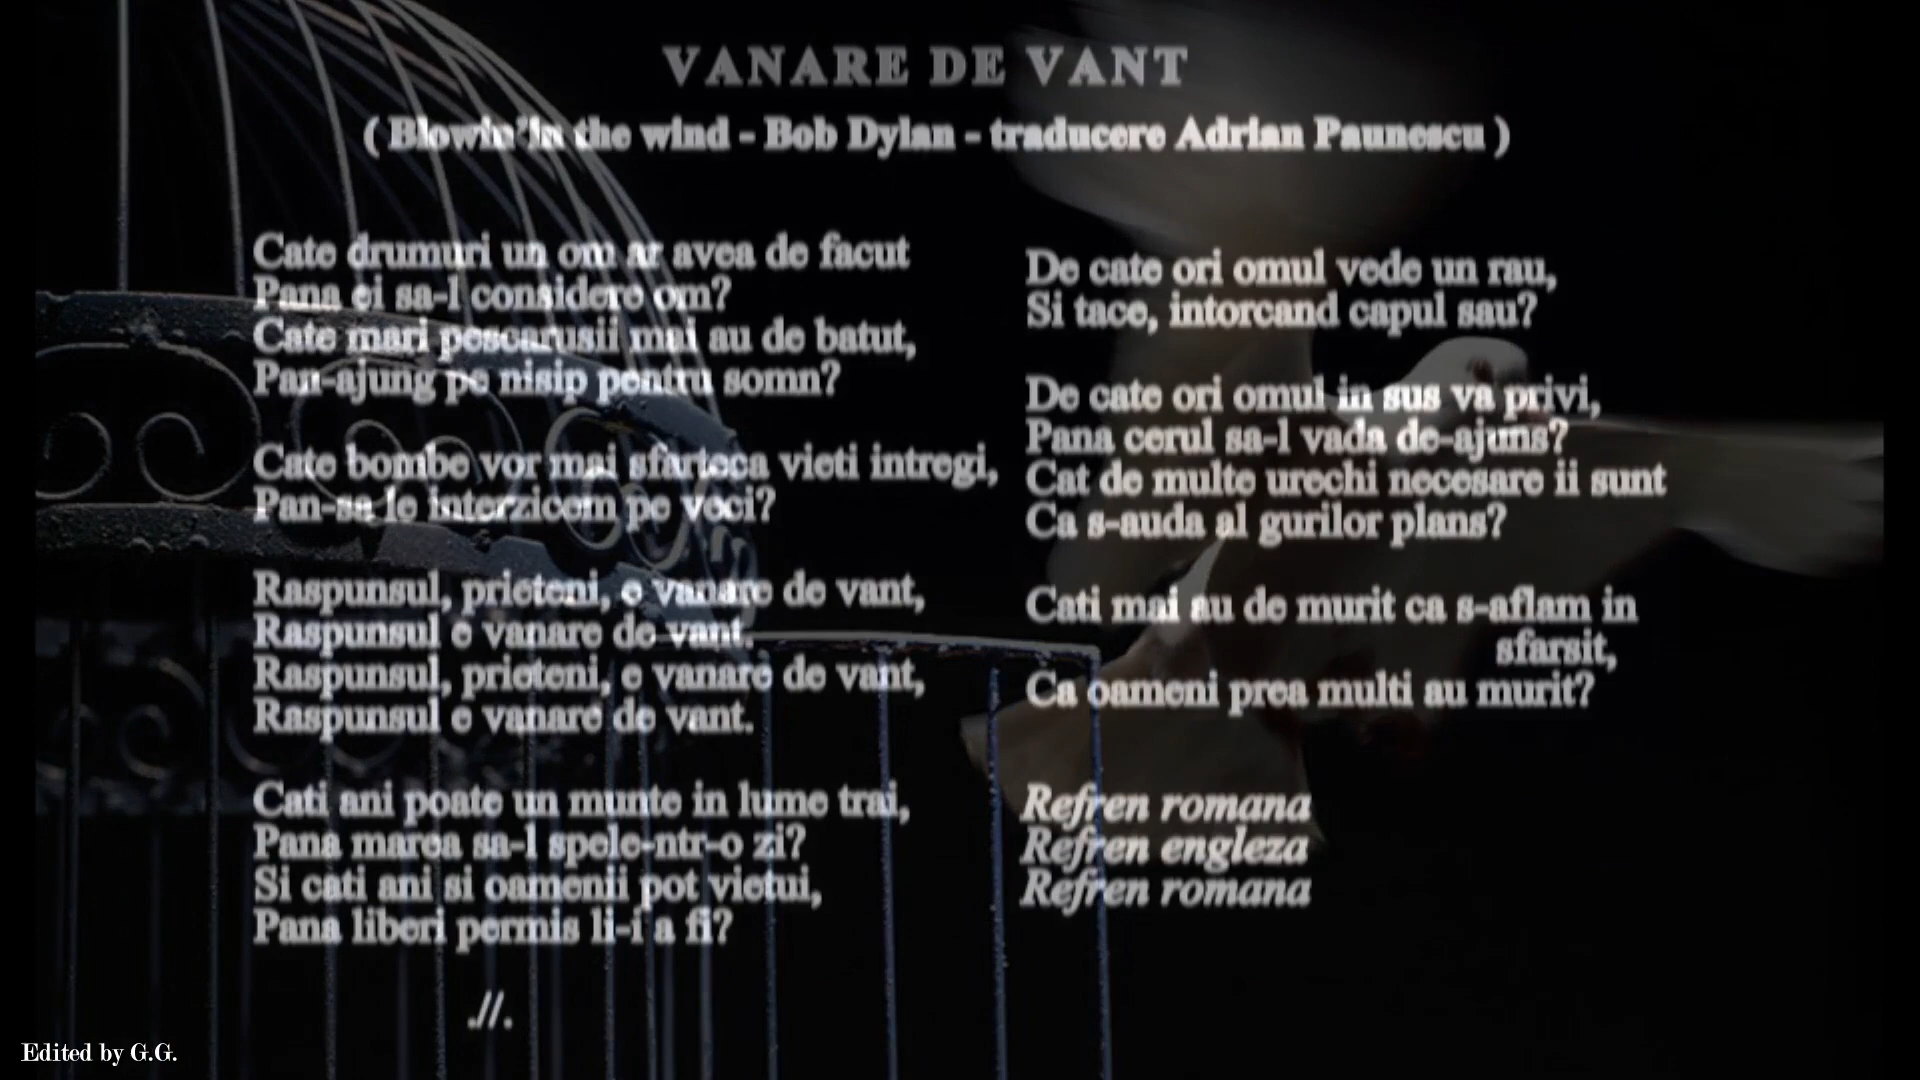 VANARE DE VANT
( Blowin' in the wind - Bob Dylan - traducere Adrian Paunescu )
Cate drumuri un om ar avea de facut
Pana ei sa-l considere om?
Cate mari pescarusii mai au de batut,
Pan-ajung pe nisip pentru somn?
Cate bombe vor mai sfarteca vieti intregi,
Pan-sa le interzicem pe veci?
Raspunsul, prieteni, e vanare de vant,
Raspunsul e vanare de vant.
Raspunsul, prieteni, e vanare de vant,
Raspunsul e vanare de vant.
Cati ani poate un munte in lume trai,
Pana marea sa-l spele-ntr-o zi?
Si cati ani si oamenii pot vietui,
Pana liberi permis li-i a fi?
.//.
De cate ori omul vede un rau,
Si tace, intorcand capul sau?
De cate ori omul in sus va privi,
Pana cerul sa-l vada de-ajuns?
Cat de multe urechi necesare ii sunt
Ca s-auda al gurilor plans?
Cati mai au de murit ca s-aflam in
sfarsit,
Ca oameni prea multi au murit?
Refren romana
Refren engleza
Refren romana
Edited by G.G.